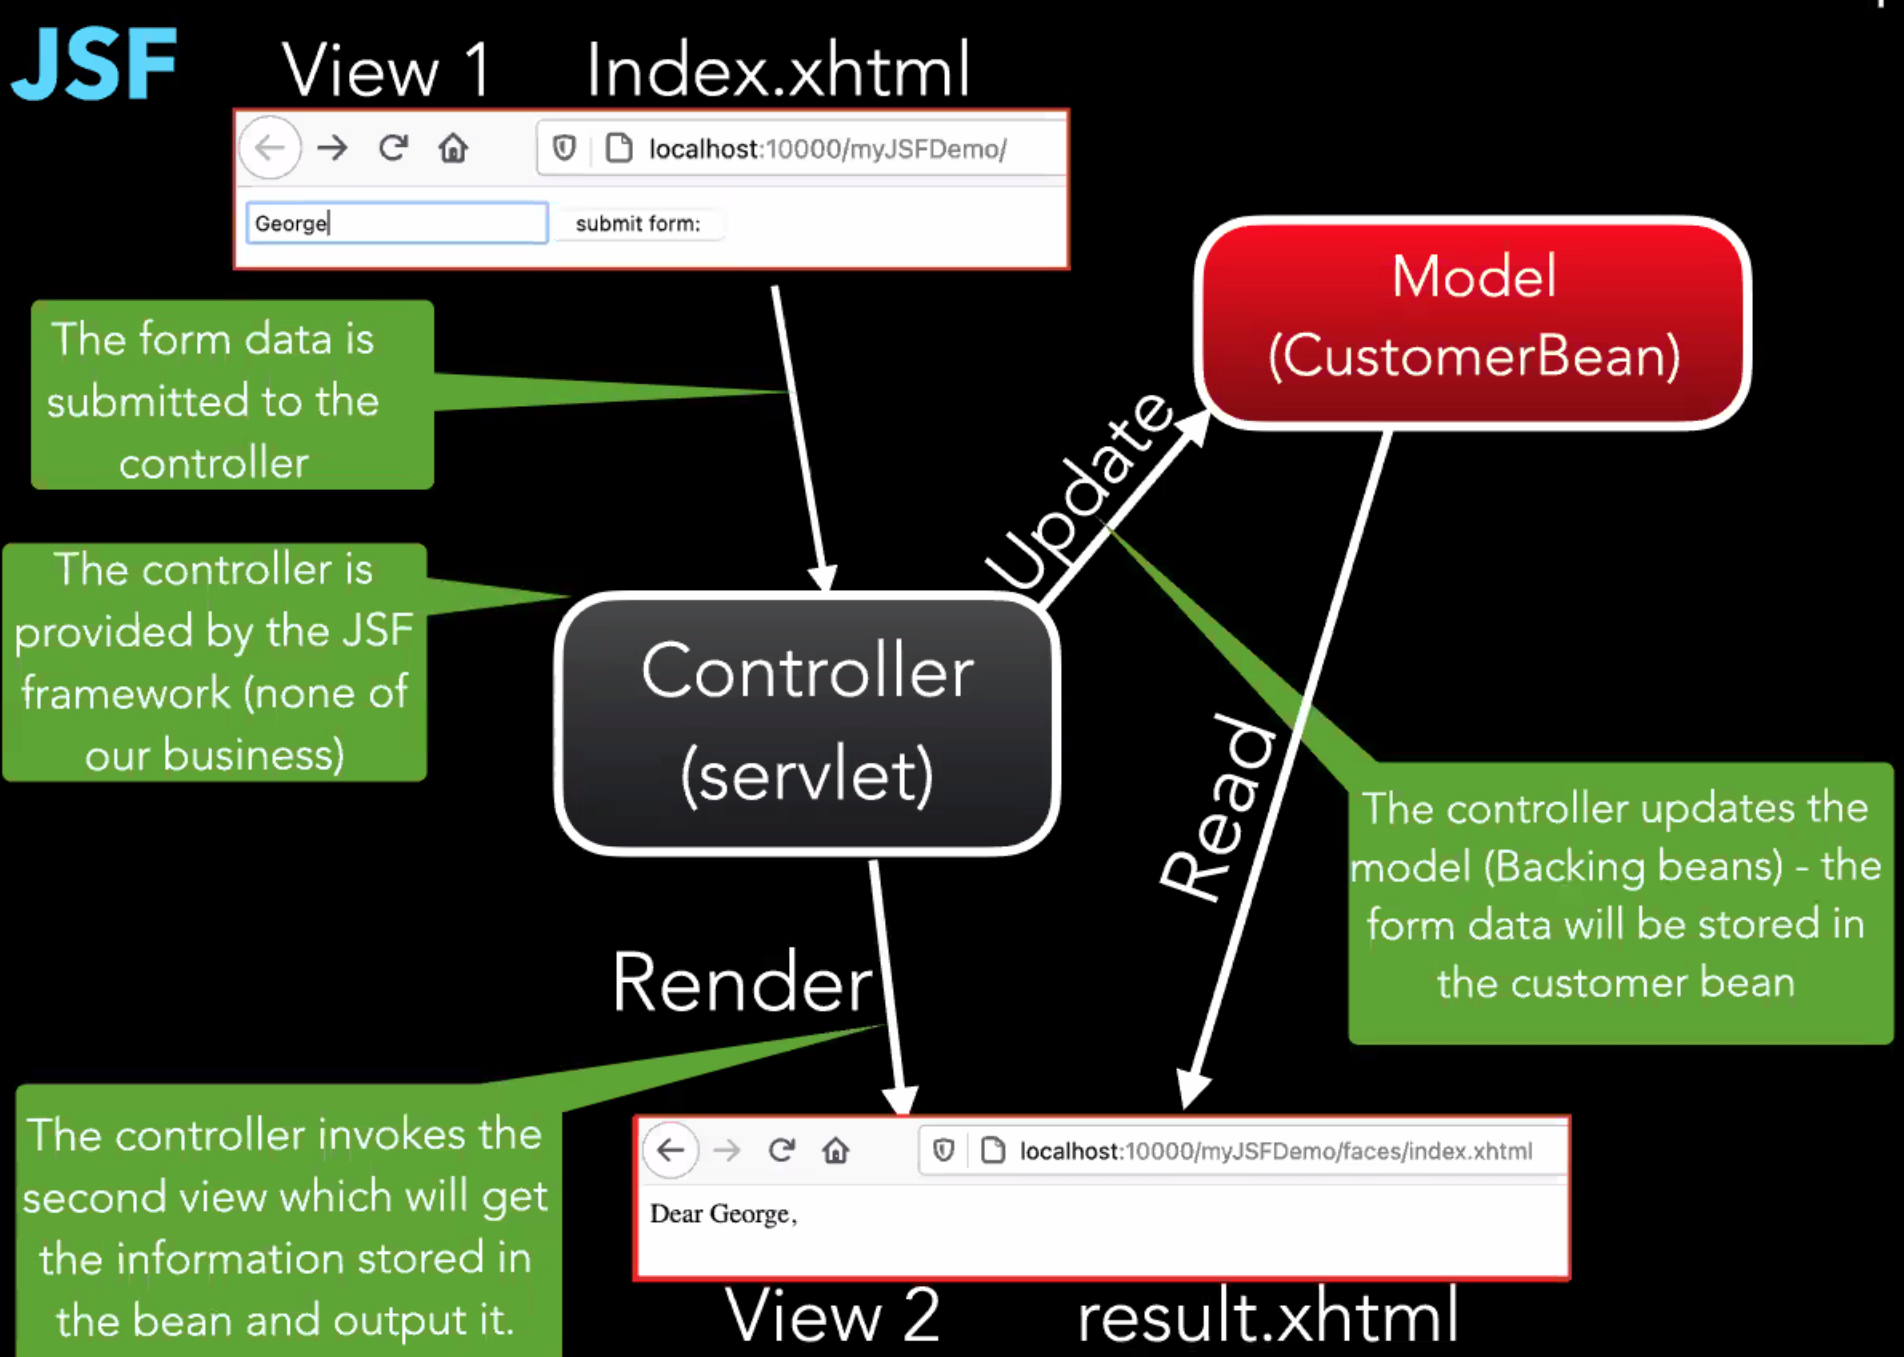 JSF
View 1 Index.xhtml
localhost:10000/myJSFDemo/
George
submit form:
The form data is
submitted to the
controller
Model
(CustomerBean)
Update
The controller is
provided by the JSF
framework (none of
our business)
Controller
(servlet)
Read
The controller updates the
model (Backing beans) - the
form data will be stored in
the customer bean
Render
The controller invokes the
second view which will get
the information stored in
the bean and output it.
localhost:10000/myJSFDemo/faces/index.xhtml
Dear George,
View 2 result.xhtml